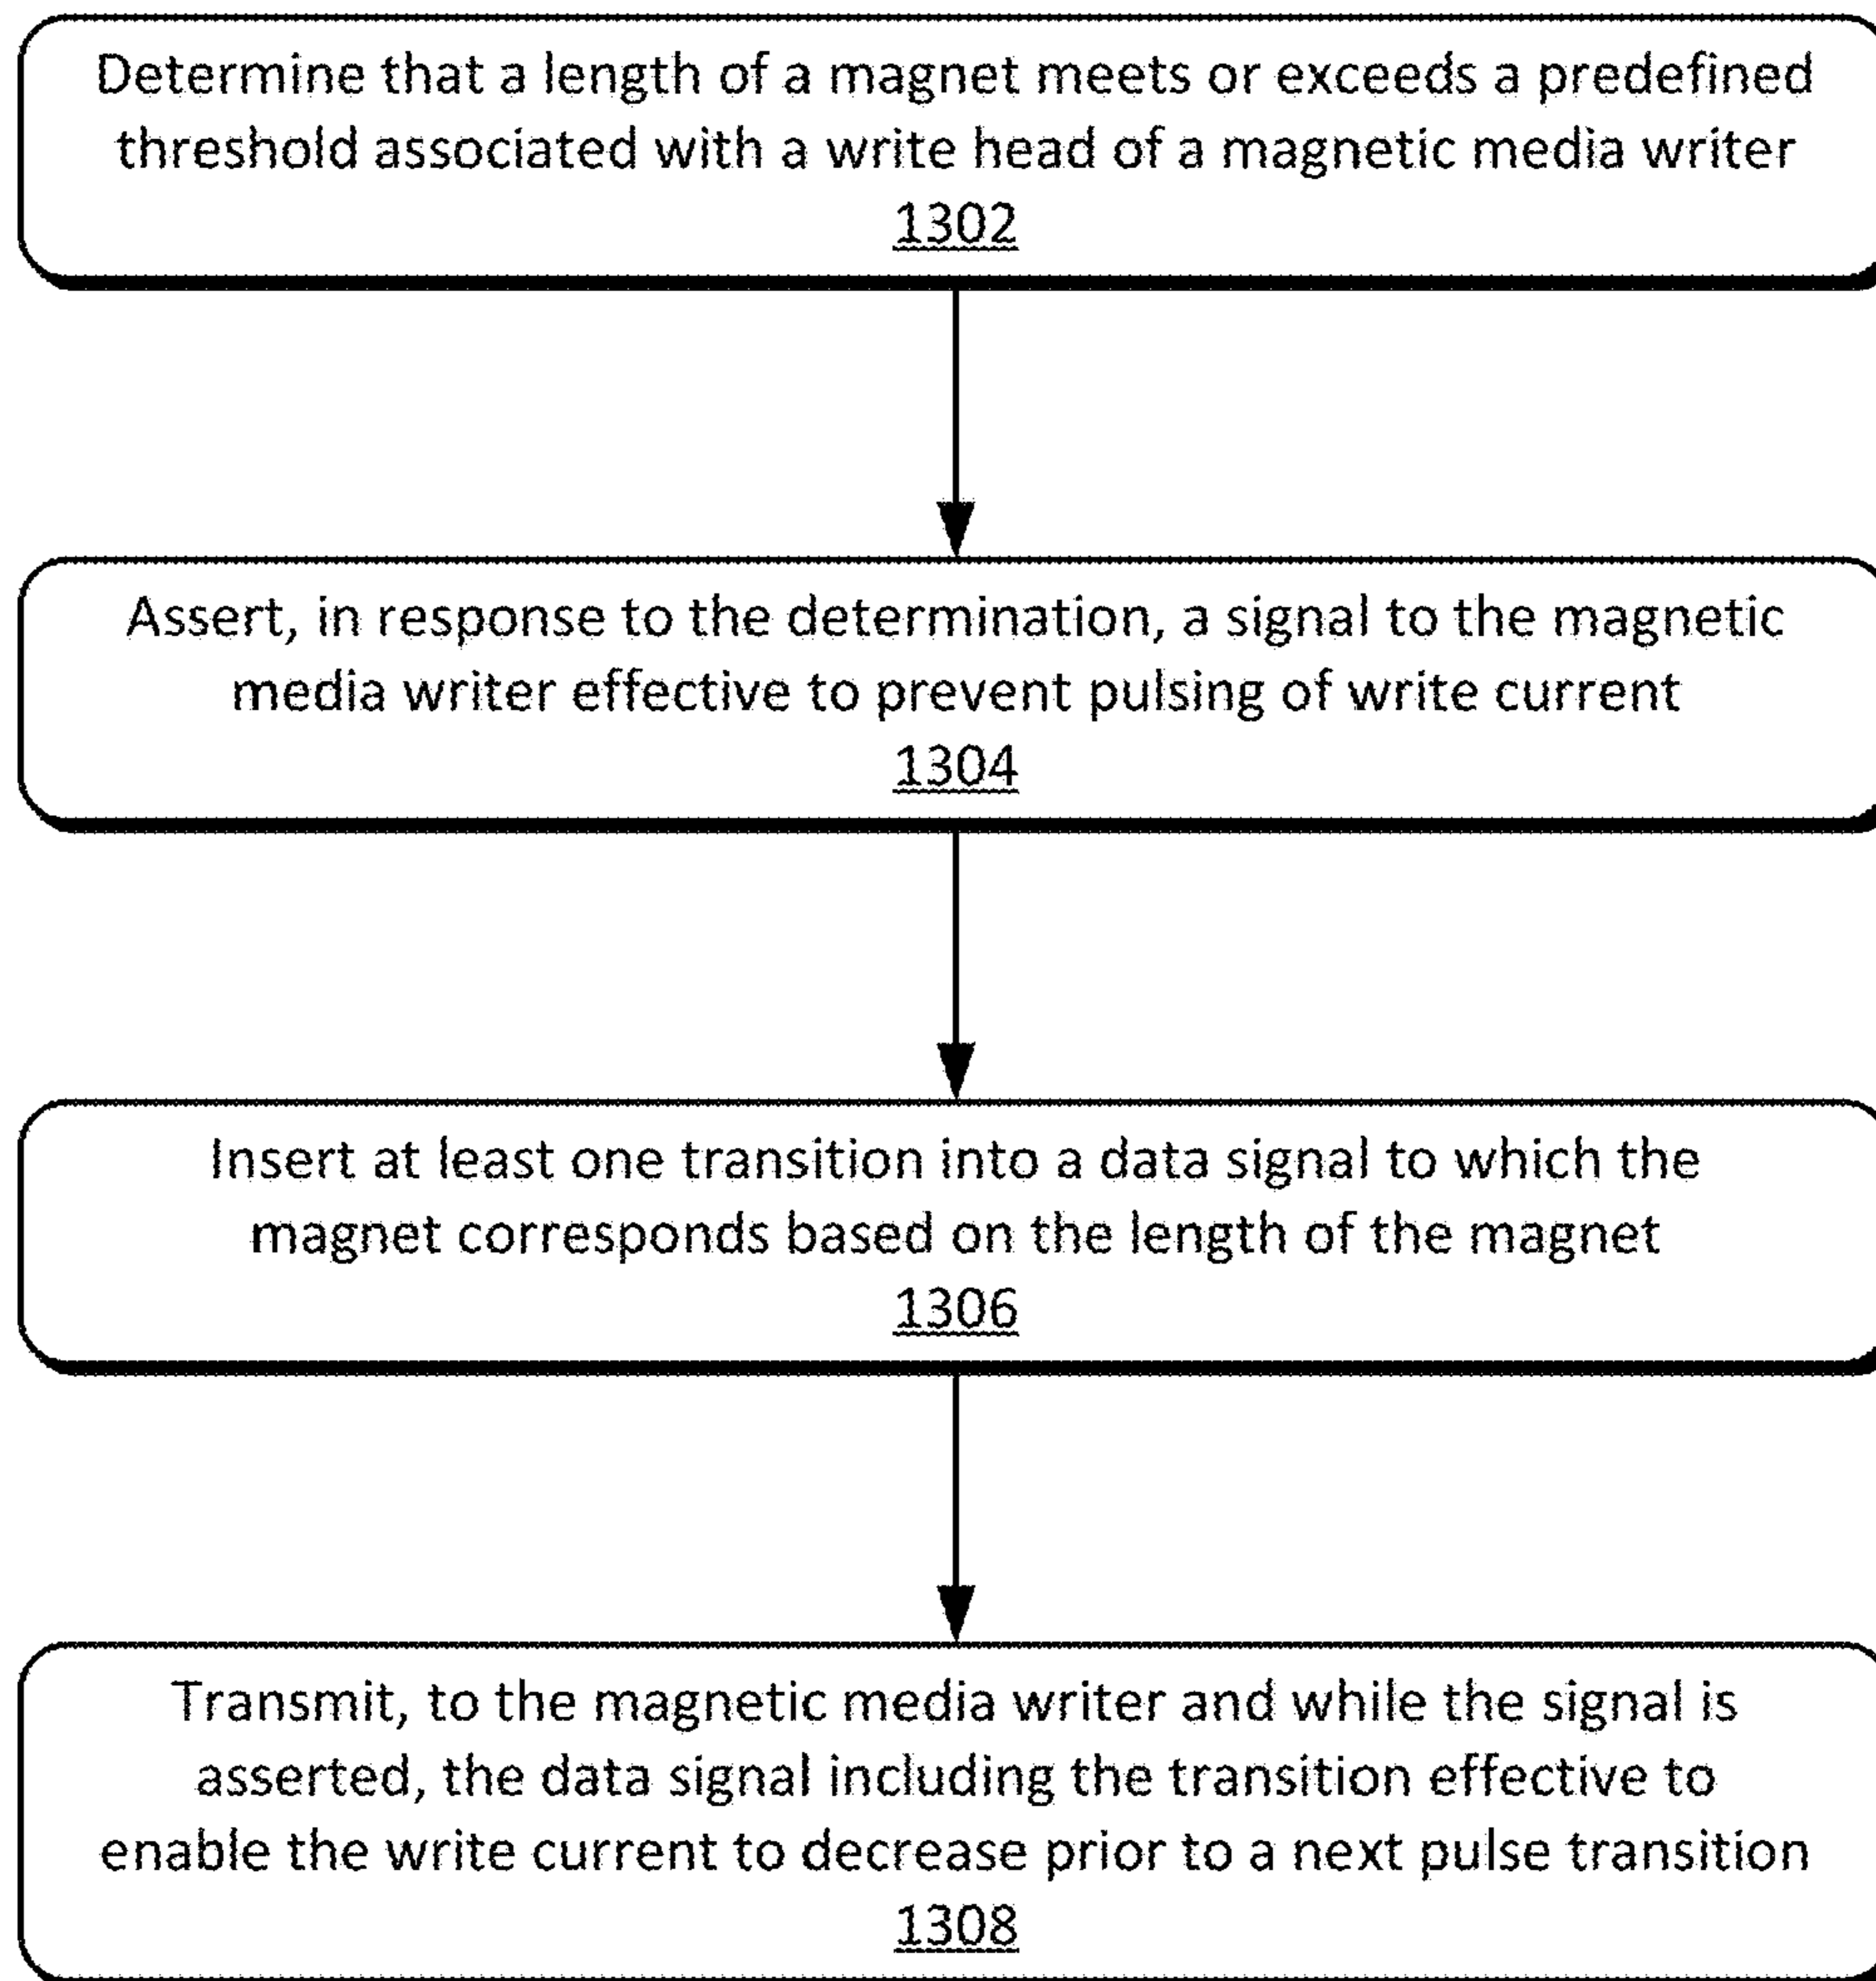 Determine that a length of a magnet meets or exceeds a predefined
threshold associated with a write head of a magnetic media writer
1302
Assert, in response to the determination, a signal to the magnetic
media writer effective to prevent pulsing of write current
1304
Insert at least one transition into a data signal to which the
magnet corresponds based on the length of the magnet
1306
Transmit, to the magnetic media writer and while the signal is
asserted, the data signal including the transition effective to
enable the write current to decrease prior to a next pulse transition
1308